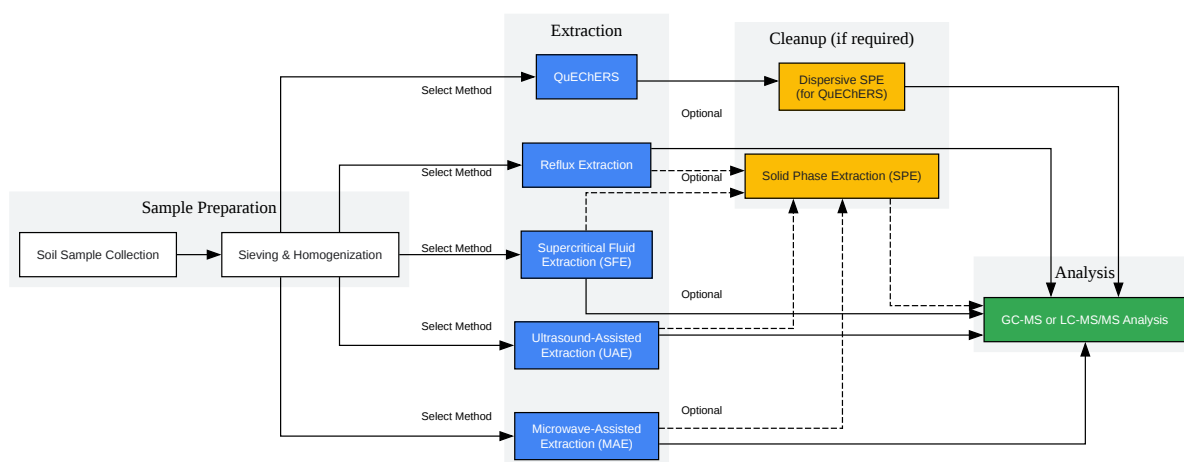 Extraction
Cleanup (if required)
QuEChERS
Select Method
Dispersive SPE
(for QuEChERS)
Optional
Reflux Extraction
Select Method
Optional
Solid Phase Extraction (SPE)
Sample Preparation
Soil Sample Collection
Sieving & Homogenization
Select Method
Supercritical Fluid
Extraction (SFE)
Optional
Analysis
GC-MS or LC-MS/MS Analysis
Select Method
Ultrasound-Assisted
Extraction (UAE)
Select Method
Microwave-Assisted
Extraction (MAE)
Optional